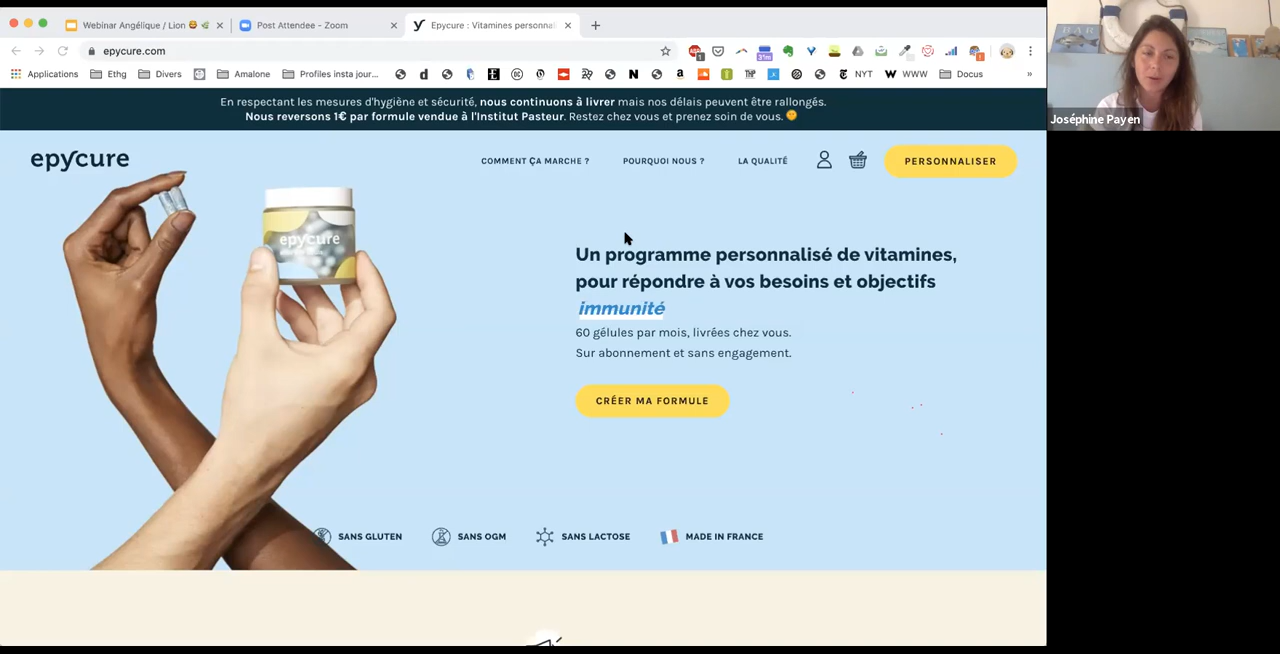 Webinar Angélique / Lion
Post Attendee - Zoom
Epycure : Vitamines personna
epycure.com
Applications
Ethg
Divers
Amalone
Profiles insta jour...
NYT
WWW
Docus
»
En respectant les mesures d'hygiène et sécurité, nous continuons à livrer mais nos délais peuvent être rallongés.
Nous reversons 1€ par formule vendue à l'Institut Pasteur. Restez chez vous et prenez soin de vous.
Joséphine Payen
epycure
COMMENT ÇA MARCHE ?
POURQUOI NOUS ?
LA QUALITÉ
PERSONNALISER
epycure
Un programme personnalisé de vitamines,
pour répondre à vos besoins et objectifs
immunité
60 gélules par mois, livrées chez vous.
Sur abonnement et sans engagement.
CRÉER MA FORMULE
SANS GLUTEN
SANS OGM
SANS LACTOSE
MADE IN FRANCE